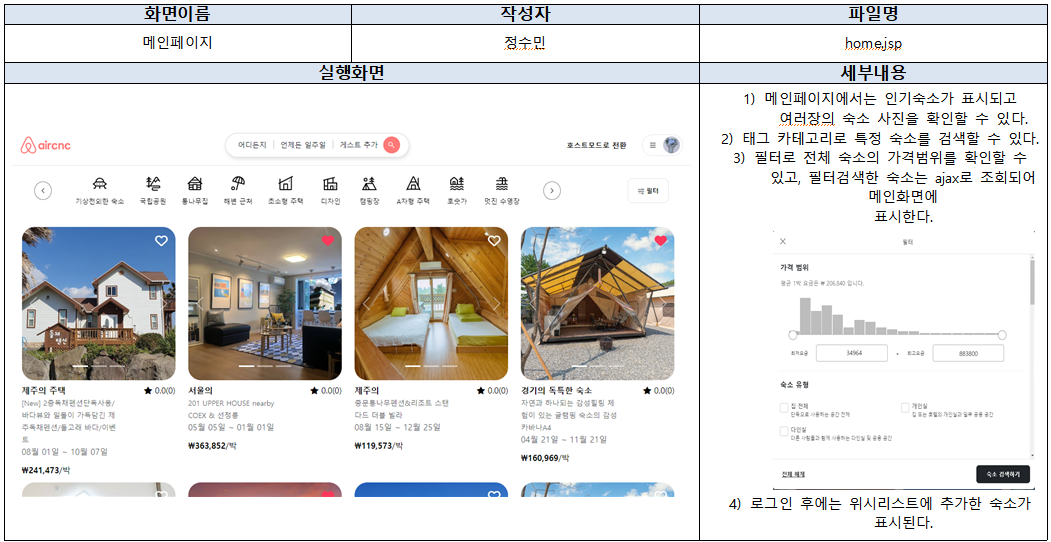 화면이름
작성자
파일명
메인페이지
정수민
home.jsp
실행화면
세부내용
aircnc
어디든지 | 언제든 일주일 | 게스트 추가
호스트모드로 전환
기상천외한 숙소
국립공원
통나무집
해변 근처
초소형 주택
디자인
캠핑장
A자형 주택
호숫가
멋진 수영장
필터
제주의 주택
★ 0.0(0)
[New] 2층독채펜션단독사용/
바다뷰와 일몰이 가득담긴 제
주독채펜션/돌고래 바다/이벤
트
08월 01일 ~ 10월 07일
₩241,473/박
서울의
★ 0.0(0)
201 UPPER HOUSE nearby
COEX & 선정릉
05월 05일 ~ 01월 01일
₩363,852/박
제주의
★ 0.0(0)
중문통나무펜션&리조트 스탠
다드 더블 빌라
08월 15일 ~ 12월 25일
₩119,573/박
경기의 독특한 숙소
★ 0.0(0)
자연과 하나되는 감성힐링 체
험이 있는 글램핑 숙소의 감성
카바나A4
04월 21일 ~ 11월 21일
₩160,969/박
1) 메인페이지에서는 인기숙소가 표시되고
여러장의 숙소 사진을 확인할 수 있다.
2) 태그 카테고리로 특정 숙소를 검색할 수 있다.
3) 필터로 전체 숙소의 가격범위를 확인할 수
있고, 필터검색한 숙소는 ajax로 조회되어
메인화면에
표시한다.
필터
가격 범위
평균 1박 요금은 ₩ 206,840 입니다.
최저요금
34964
-
최고요금
883800
숙소 유형
집 전체
단독으로 사용하는 공간 전체
개인실
집 또는 호텔의 개인실과 일부 공용 공간
다인실
다른 사람들과 함께 사용하는 다인실 및 공용 공간
전체 해제
숙소 검색하기
4) 로그인 후에는 위시리스트에 추가한 숙소가
표시된다.